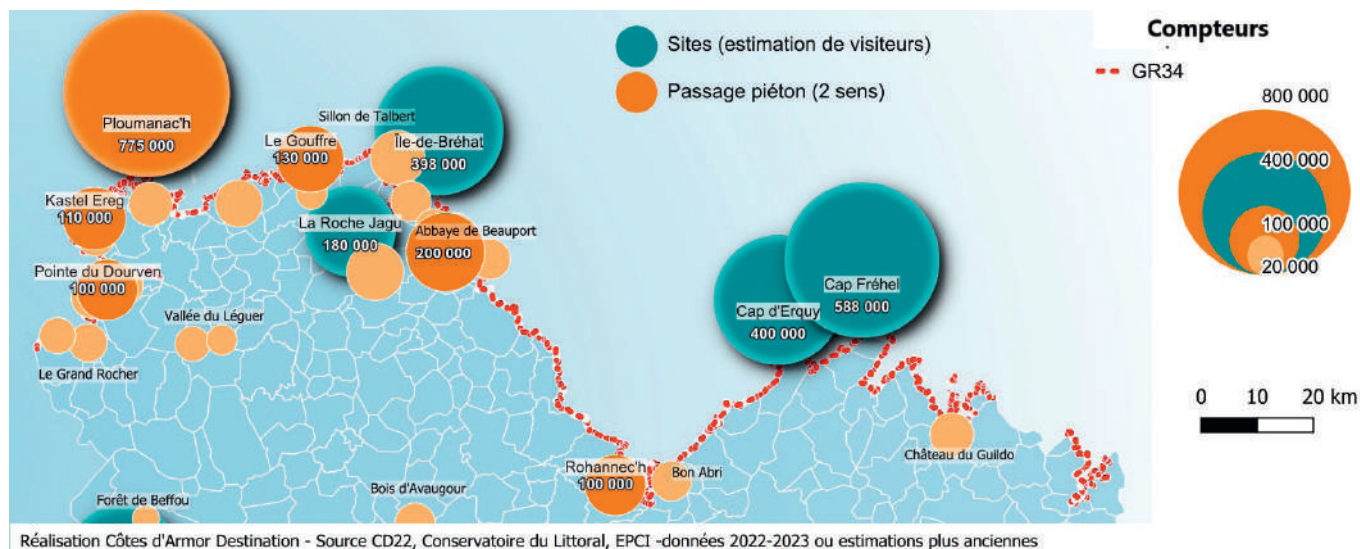 Sites (estimation de visiteurs)
Passage piéton (2 sens)
Compteurs
GR34
800 000
400 000
100 000
20 000
0 10 20 km
Ploumanac'h
775 000
Sillon de Talbert
Le Gouffre
130 000
Île-de-Bréhat
398 000
Kastel Ereg
110 000
La Roche Jagu
180 000
Abbaye de Beauport
200 000
Pointe du Dourven
100 000
Vallée du Léguer
Le Grand Rocher
Cap Fréhel
588 000
Cap d'Erquy
400 000
Château du Guildo
Rohannec'h
100 000
Bon Abri
Forêt de Beffou
Bois d'Avaugour
Réalisation Côtes d'Armor Destination - Source CD22, Conservatoire du Littoral, EPCI -données 2022-2023 ou estimations plus anciennes